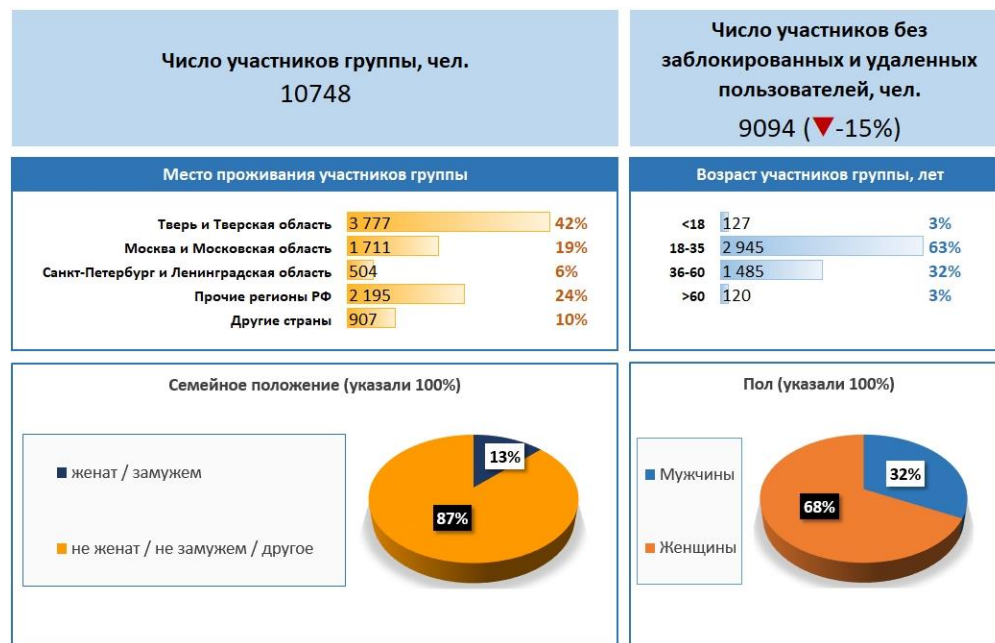 Число участников группы, чел.
10748
Число участников без
заблокированных и удаленных
пользователей, чел.
9094 (▼-15%)
Место проживания участников группы
Тверь и Тверская область 3 777 42%
Москва и Московская область 1 711 19%
Санкт-Петербург и Ленинградская область 504 6%
Прочие регионы РФ 2 195 24%
Другие страны 907 10%
Возраст участников группы, лет
<18 127 3%
18-35 2 945 63%
36-60 1 485 32%
>60 120 3%
Семейное положение (указали 100%)
женат / замужем
не женат / не замужем / другое
13%
87%
Пол (указали 100%)
Мужчины
Женщины
32%
68%